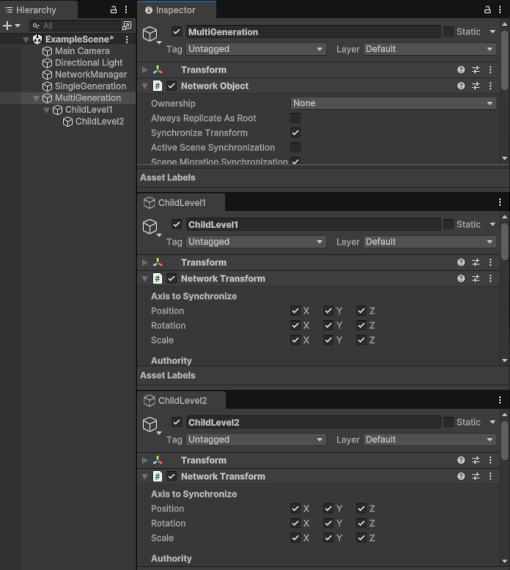 Hierarchy
All
ExampleScene*
Main Camera
Directional Light
NetworkManager
SingleGeneration
MultiGeneration
ChildLevel1
ChildLevel2
Inspector
MultiGeneration Static
Tag Untagged Layer Default
Transform
Network Object
Ownership None
Always Replicate As Root
Synchronize Transform
Active Scene Synchronization
Scene Migration Synchronization
Asset Labels
ChildLevel1
ChildLevel1 Static
Tag Untagged Layer Default
Transform
Network Transform
Axis to Synchronize
Position X Y Z
Rotation X Y Z
Scale X Y Z
Authority
Asset Labels
ChildLevel2
ChildLevel2 Static
Tag Untagged Layer Default
Transform
Network Transform
Axis to Synchronize
Position X Y Z
Rotation X Y Z
Scale X Y Z
Authority